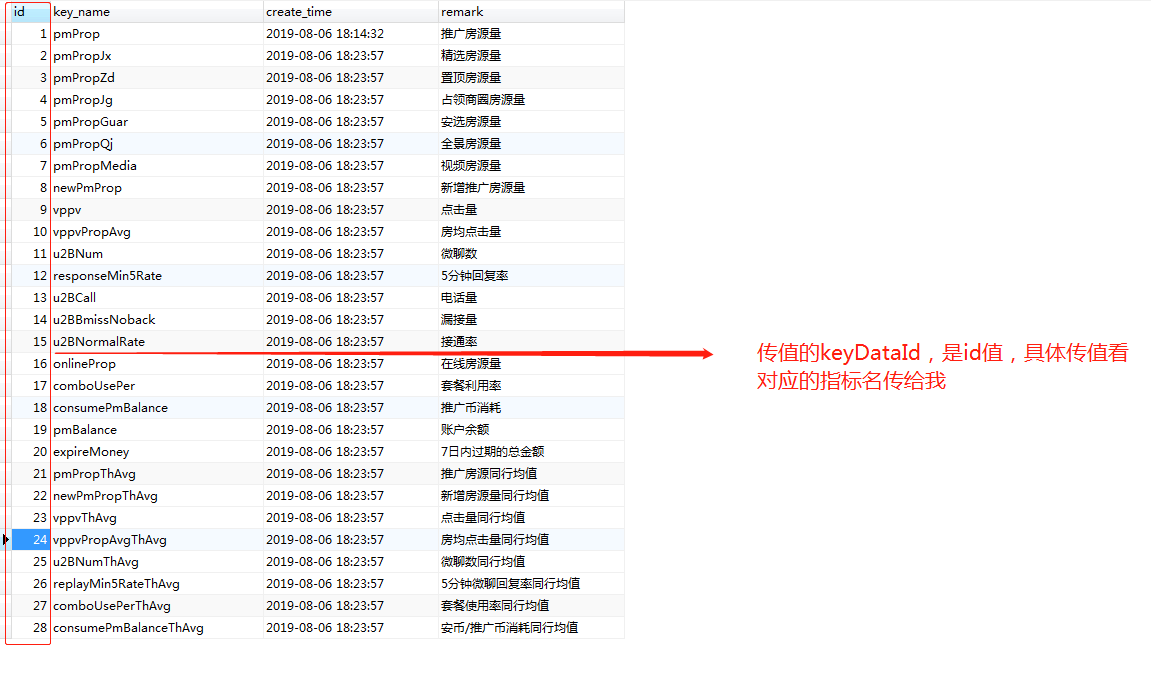 id key_name create_time remark
1 pmProp 2019-08-06 18:14:32 推广房源量
2 pmPropJx 2019-08-06 18:23:57 精选房源量
3 pmPropZd 2019-08-06 18:23:57 置顶房源量
4 pmPropJg 2019-08-06 18:23:57 占领商圈房源量
5 pmPropGuar 2019-08-06 18:23:57 安选房源量
6 pmPropQj 2019-08-06 18:23:57 全景房源量
7 pmPropMedia 2019-08-06 18:23:57 视频房源量
8 newPmProp 2019-08-06 18:23:57 新增推广房源量
9 vppv 2019-08-06 18:23:57 点击量
10 vppvPropAvg 2019-08-06 18:23:57 房均点击量
11 u2BNum 2019-08-06 18:23:57 微聊数
12 responseMin5Rate 2019-08-06 18:23:57 5分钟回复率
13 u2BCall 2019-08-06 18:23:57 电话量
14 u2BBmissNoback 2019-08-06 18:23:57 漏接量
15 u2BNormalRate 2019-08-06 18:23:57 接通率
16 onlineProp 2019-08-06 18:23:57 在线房源量
17 comboUsePer 2019-08-06 18:23:57 套餐利用率
18 consumePmBalance 2019-08-06 18:23:57 推广币消耗
19 pmBalance 2019-08-06 18:23:57 账户余额
20 expireMoney 2019-08-06 18:23:57 7日内过期的总金额
21 pmPropThAvg 2019-08-06 18:23:57 推广房源同行均值
22 newPmPropThAvg 2019-08-06 18:23:57 新增房源量同行均值
23 vppvThAvg 2019-08-06 18:23:57 点击量同行均值
24 vppvPropAvgThAvg 2019-08-06 18:23:57 房均点击量同行均值
25 u2BNumThAvg 2019-08-06 18:23:57 微聊数同行均值
26 replayMin5RateThAvg 2019-08-06 18:23:57 5分钟微聊回复率同行均值
27 comboUsePerThAvg 2019-08-06 18:23:57 套餐使用率同行均值
28 consumePmBalanceThAvg 2019-08-06 18:23:57 安币/推广币消耗同行均值
传值的keyDataId，是id值，具体传值看
对应的指标名传给我